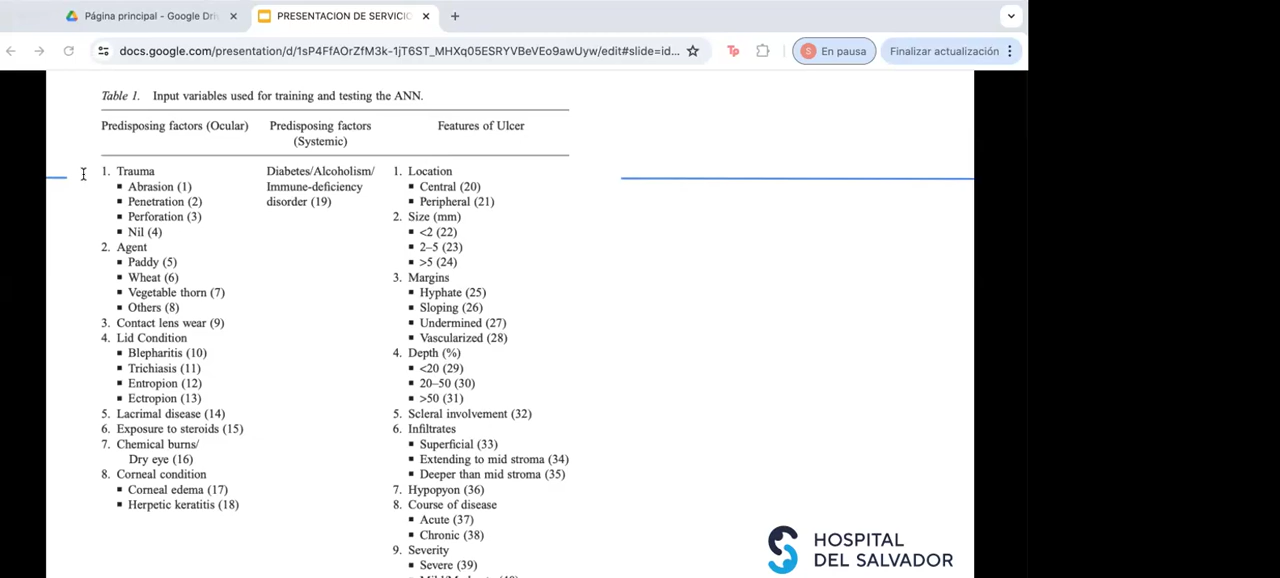 Página principal - Google Dri
PRESENTACION DE SERVICIO
docs.google.com/presentation/d/1sP4FfAOrZfM3k-1jT6ST_MHXq05ESRYVBeVEo9awUyw/edit#slide=id...
Tp
S En pausa
Finalizar actualización
Table 1. Input variables used for training and testing the ANN.
Predisposing factors (Ocular)
1. Trauma
▪ Abrasion (1)
▪ Penetration (2)
▪ Perforation (3)
▪ Nil (4)
2. Agent
▪ Paddy (5)
▪ Wheat (6)
▪ Vegetable thorn (7)
▪ Others (8)
3. Contact lens wear (9)
4. Lid Condition
▪ Blepharitis (10)
▪ Trichiasis (11)
▪ Entropion (12)
▪ Ectropion (13)
5. Lacrimal disease (14)
6. Exposure to steroids (15)
7. Chemical burns/
Dry eye (16)
8. Corneal condition
▪ Corneal edema (17)
▪ Herpetic keratitis (18)
Predisposing factors
(Systemic)
Diabetes/Alcoholism/
Immune-deficiency
disorder (19)
Features of Ulcer
1. Location
▪ Central (20)
▪ Peripheral (21)
2. Size (mm)
▪ <2 (22)
▪ 2–5 (23)
▪ >5 (24)
3. Margins
▪ Hyphate (25)
▪ Sloping (26)
▪ Undermined (27)
▪ Vascularized (28)
4. Depth (%)
▪ <20 (29)
▪ 20–50 (30)
▪ >50 (31)
5. Scleral involvement (32)
6. Infiltrates
▪ Superficial (33)
▪ Extending to mid stroma (34)
▪ Deeper than mid stroma (35)
7. Hypopyon (36)
8. Course of disease
▪ Acute (37)
▪ Chronic (38)
9. Severity
▪ Severe (39)
▪ Mild/Moderate (40)
HOSPITAL
DEL SALVADOR